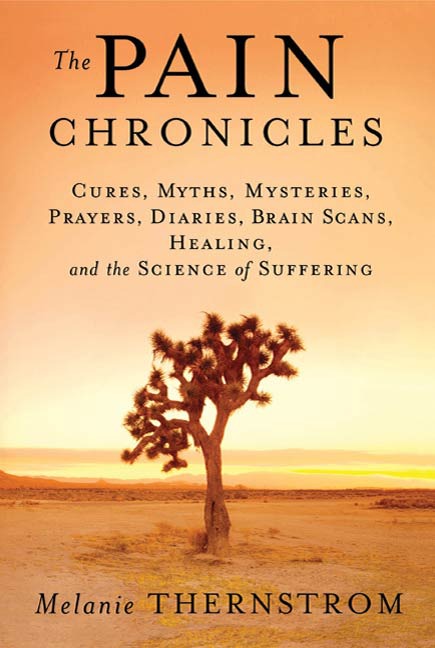 The PAIN
CHRONICLES
CURES, MYTHS, MYSTERIES,
PRAYERS, DIARIES, BRAIN SCANS,
HEALING,
and the SCIENCE of SUFFERING
Melanie THERNSTROM